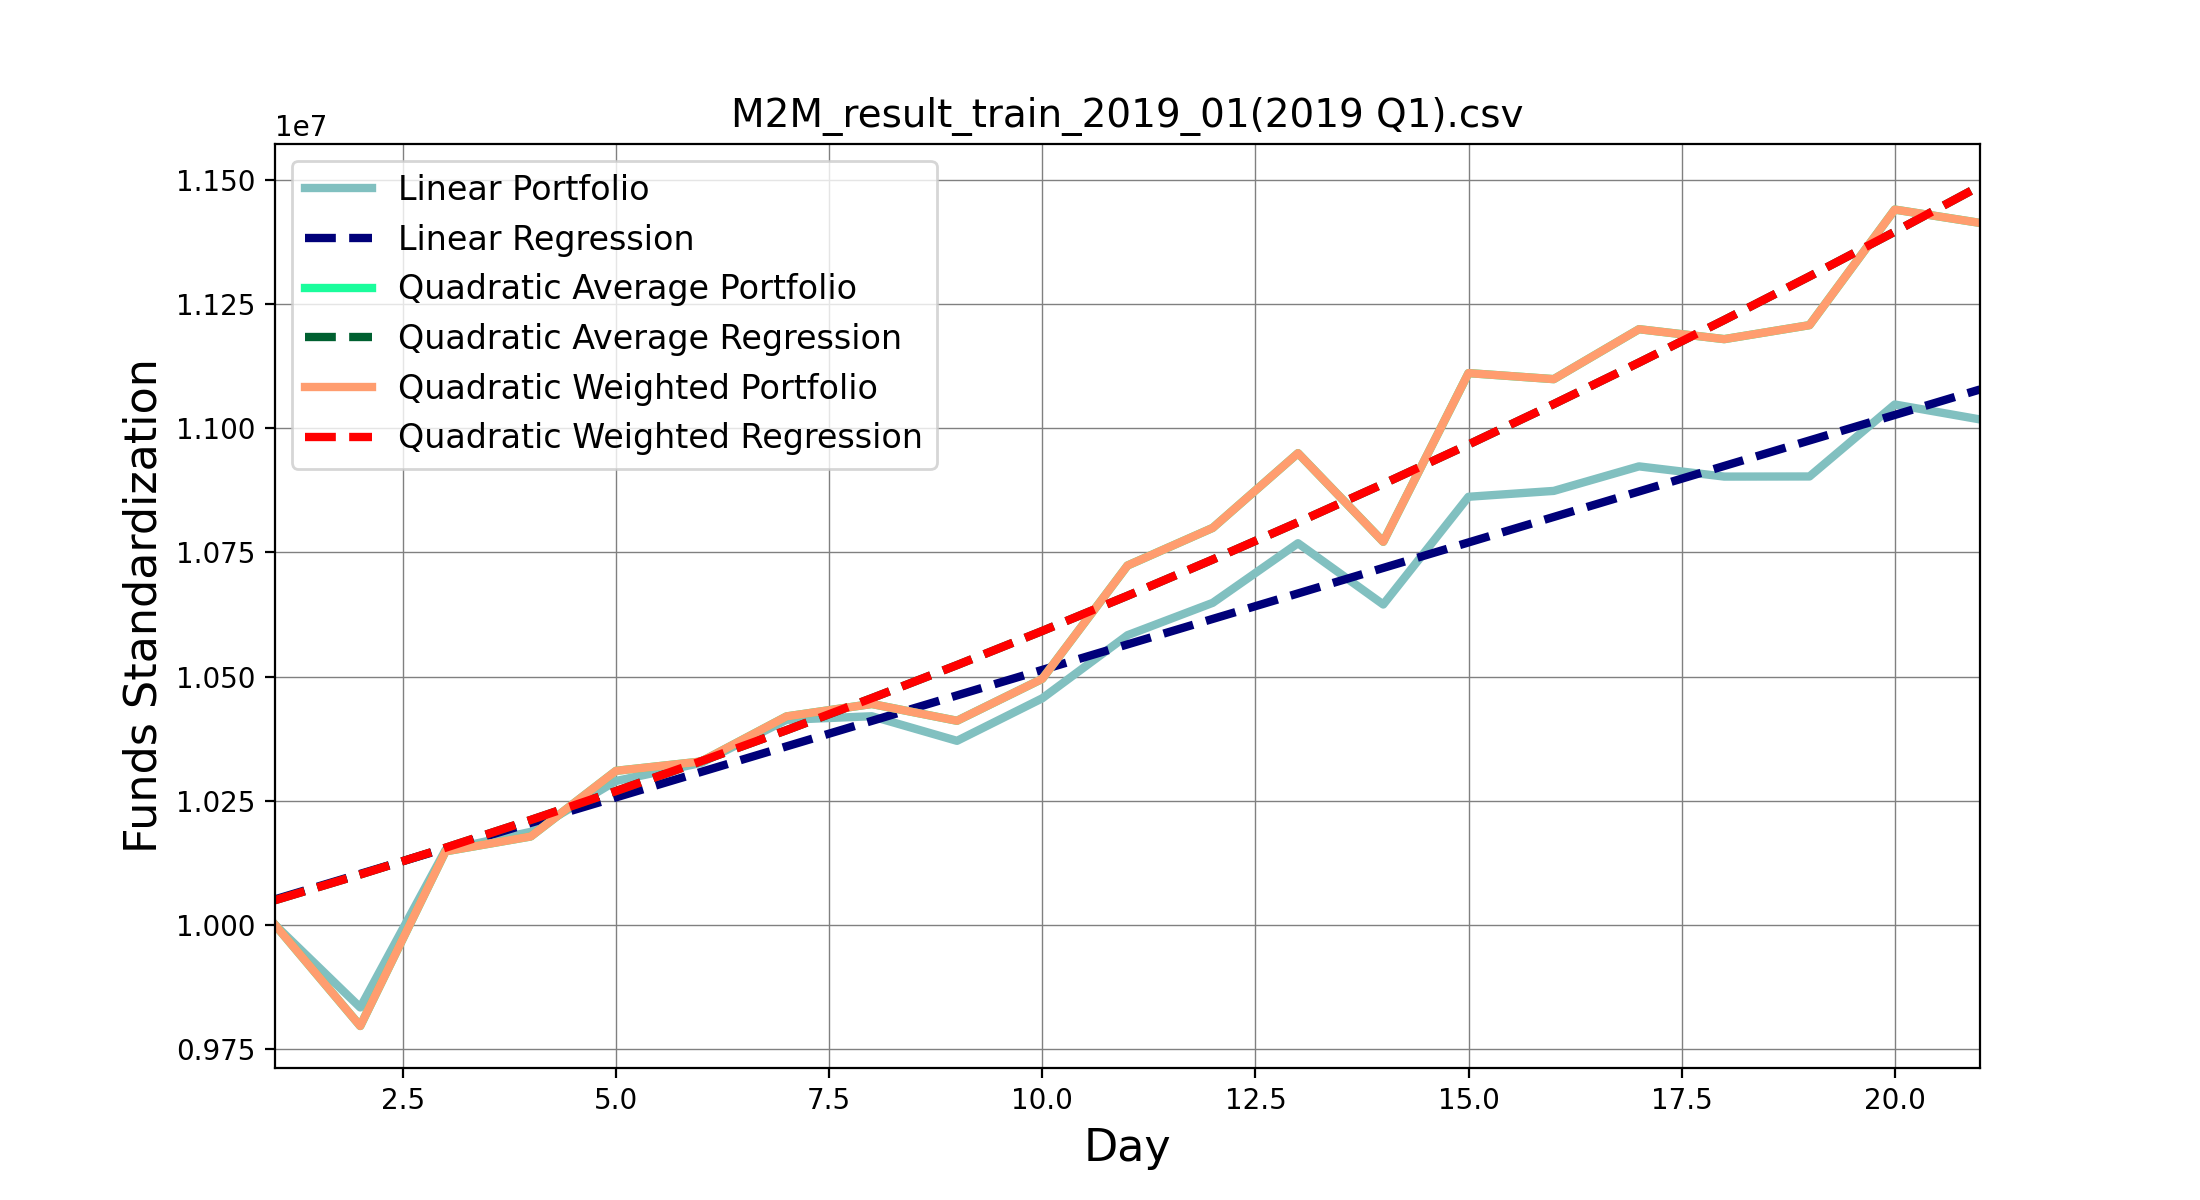 M2M_result_train_2019_01(2019 Q1).csv
1e7
Linear Portfolio
Linear Regression
Quadratic Average Portfolio
Quadratic Average Regression
Quadratic Weighted Portfolio
Quadratic Weighted Regression
1.150
1.125
1.100
1.075
1.050
1.025
1.000
0.975
Funds Standardization
2.5 5.0 7.5 10.0 12.5 15.0 17.5 20.0
Day